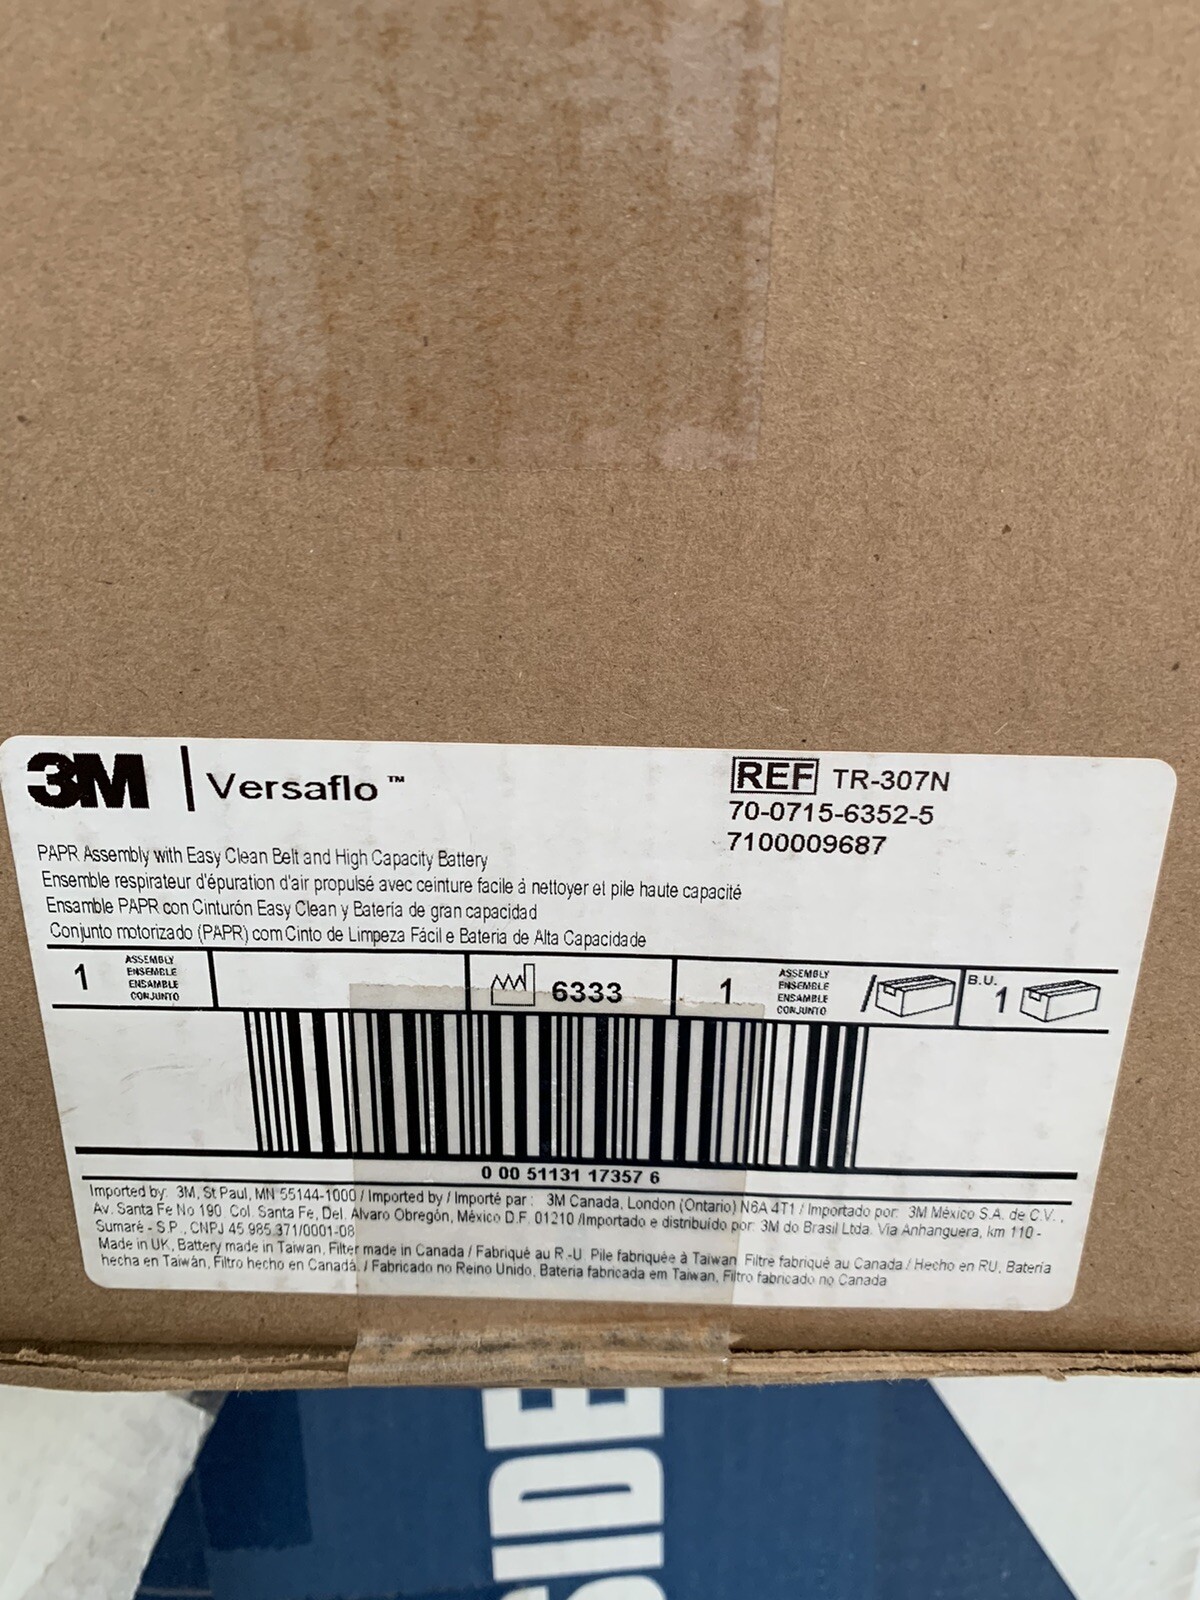 3M | Versaflo™
REF TR-307N
70-0715-6352-5
7100009687
PAPR Assembly with Easy Clean Belt and High Capacity Battery
Ensemble respirateur d'épuration d'air propulsé avec ceinture facile à nettoyer et pile haute capacité
Ensamble PAPR con Cinturón Easy Clean y Batería de gran capacidad
Conjunto motorizado (PAPR) com Cinto de Limpeza Fácil e Bateria de Alta Capacidade
1 ASSEMBLY
ENSEMBLE
ENSAMBLE
CONJUNTO
6333
1 ASSEMBLY
ENSEMBLE
ENSAMBLE
CONJUNTO
/
B.U. 1
0 00 51131 17357 6
Imported by: 3M, St Paul, MN 55144-1000 / Imported by / Importé par : 3M Canada, London (Ontario) N6A 4T1 / Importado por: 3M México S.A. de C.V. ,
Av. Santa Fe No 190 Col. Santa Fe, Del. Alvaro Obregón, México D.F. 01210 /Importado e distribuído por: 3M do Brasil Ltda. Via Anhanguera, km 110 -
Sumaré - S.P., CNPJ 45.985.371/0001-08
Made in UK, Battery made in Taiwan, Filter made in Canada / Fabriqué au R.-U. Pile fabriquée à Taiwan Filtre fabriqué au Canada / Hecho en RU, Batería
hecha en Taiwán, Filtro hecho en Canadá. / Fabricado no Reino Unido, Bateria fabricada em Taiwan, Filtro fabricado no Canada
SIDE